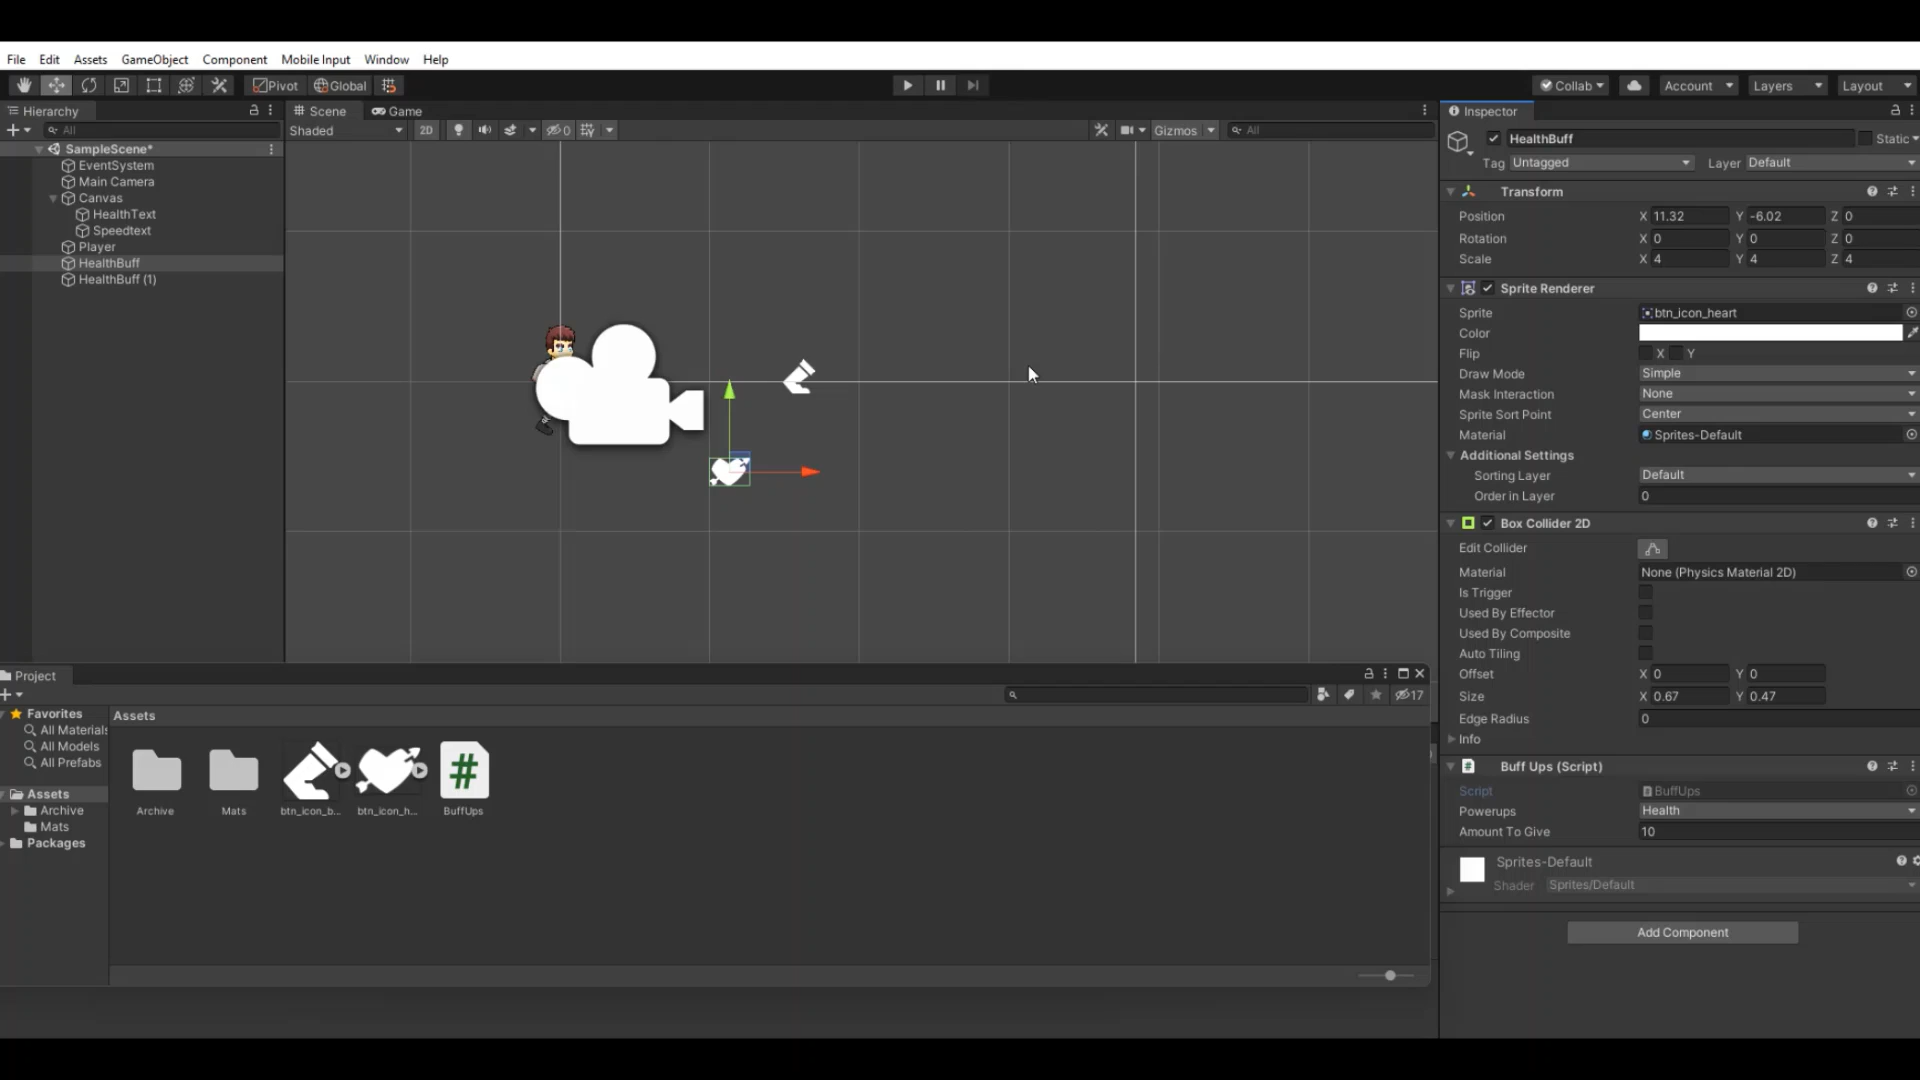 File Edit Assets GameObject Component Mobile Input Window Help
Pivot Global Collab Account Layers Layout
Hierarchy
All
SampleScene*
EventSystem
Main Camera
Canvas
HealthText
Speedtext
Player
HealthBuff
HealthBuff (1)
Scene Game
Shaded 2D 0 Gizmos All
Inspector
HealthBuff Static
Tag Untagged Layer Default
Transform
Position X 11.32 Y -6.02 Z 0
Rotation X 0 Y 0 Z 0
Scale X 4 Y 4 Z 4
Sprite Renderer
Sprite btn_icon_heart
Color
Flip X Y
Draw Mode Simple
Mask Interaction None
Sprite Sort Point Center
Material Sprites-Default
Additional Settings
Sorting Layer Default
Order in Layer 0
Box Collider 2D
Edit Collider
Material None (Physics Material 2D)
Is Trigger
Used By Effector
Used By Composite
Auto Tiling
Offset X 0 Y 0
Size X 0.67 Y 0.47
Edge Radius 0
Info
# Buff Ups (Script)
Script BuffUps
Powerups Health
Amount To Give 10
Sprites-Default
Shader Sprites/Default
Add Component
Project
17
Favorites
All Materials
All Models
All Prefabs
Assets
Archive
Mats
Packages
Assets
#
Archive Mats btn_icon_b... btn_icon_h... BuffUps